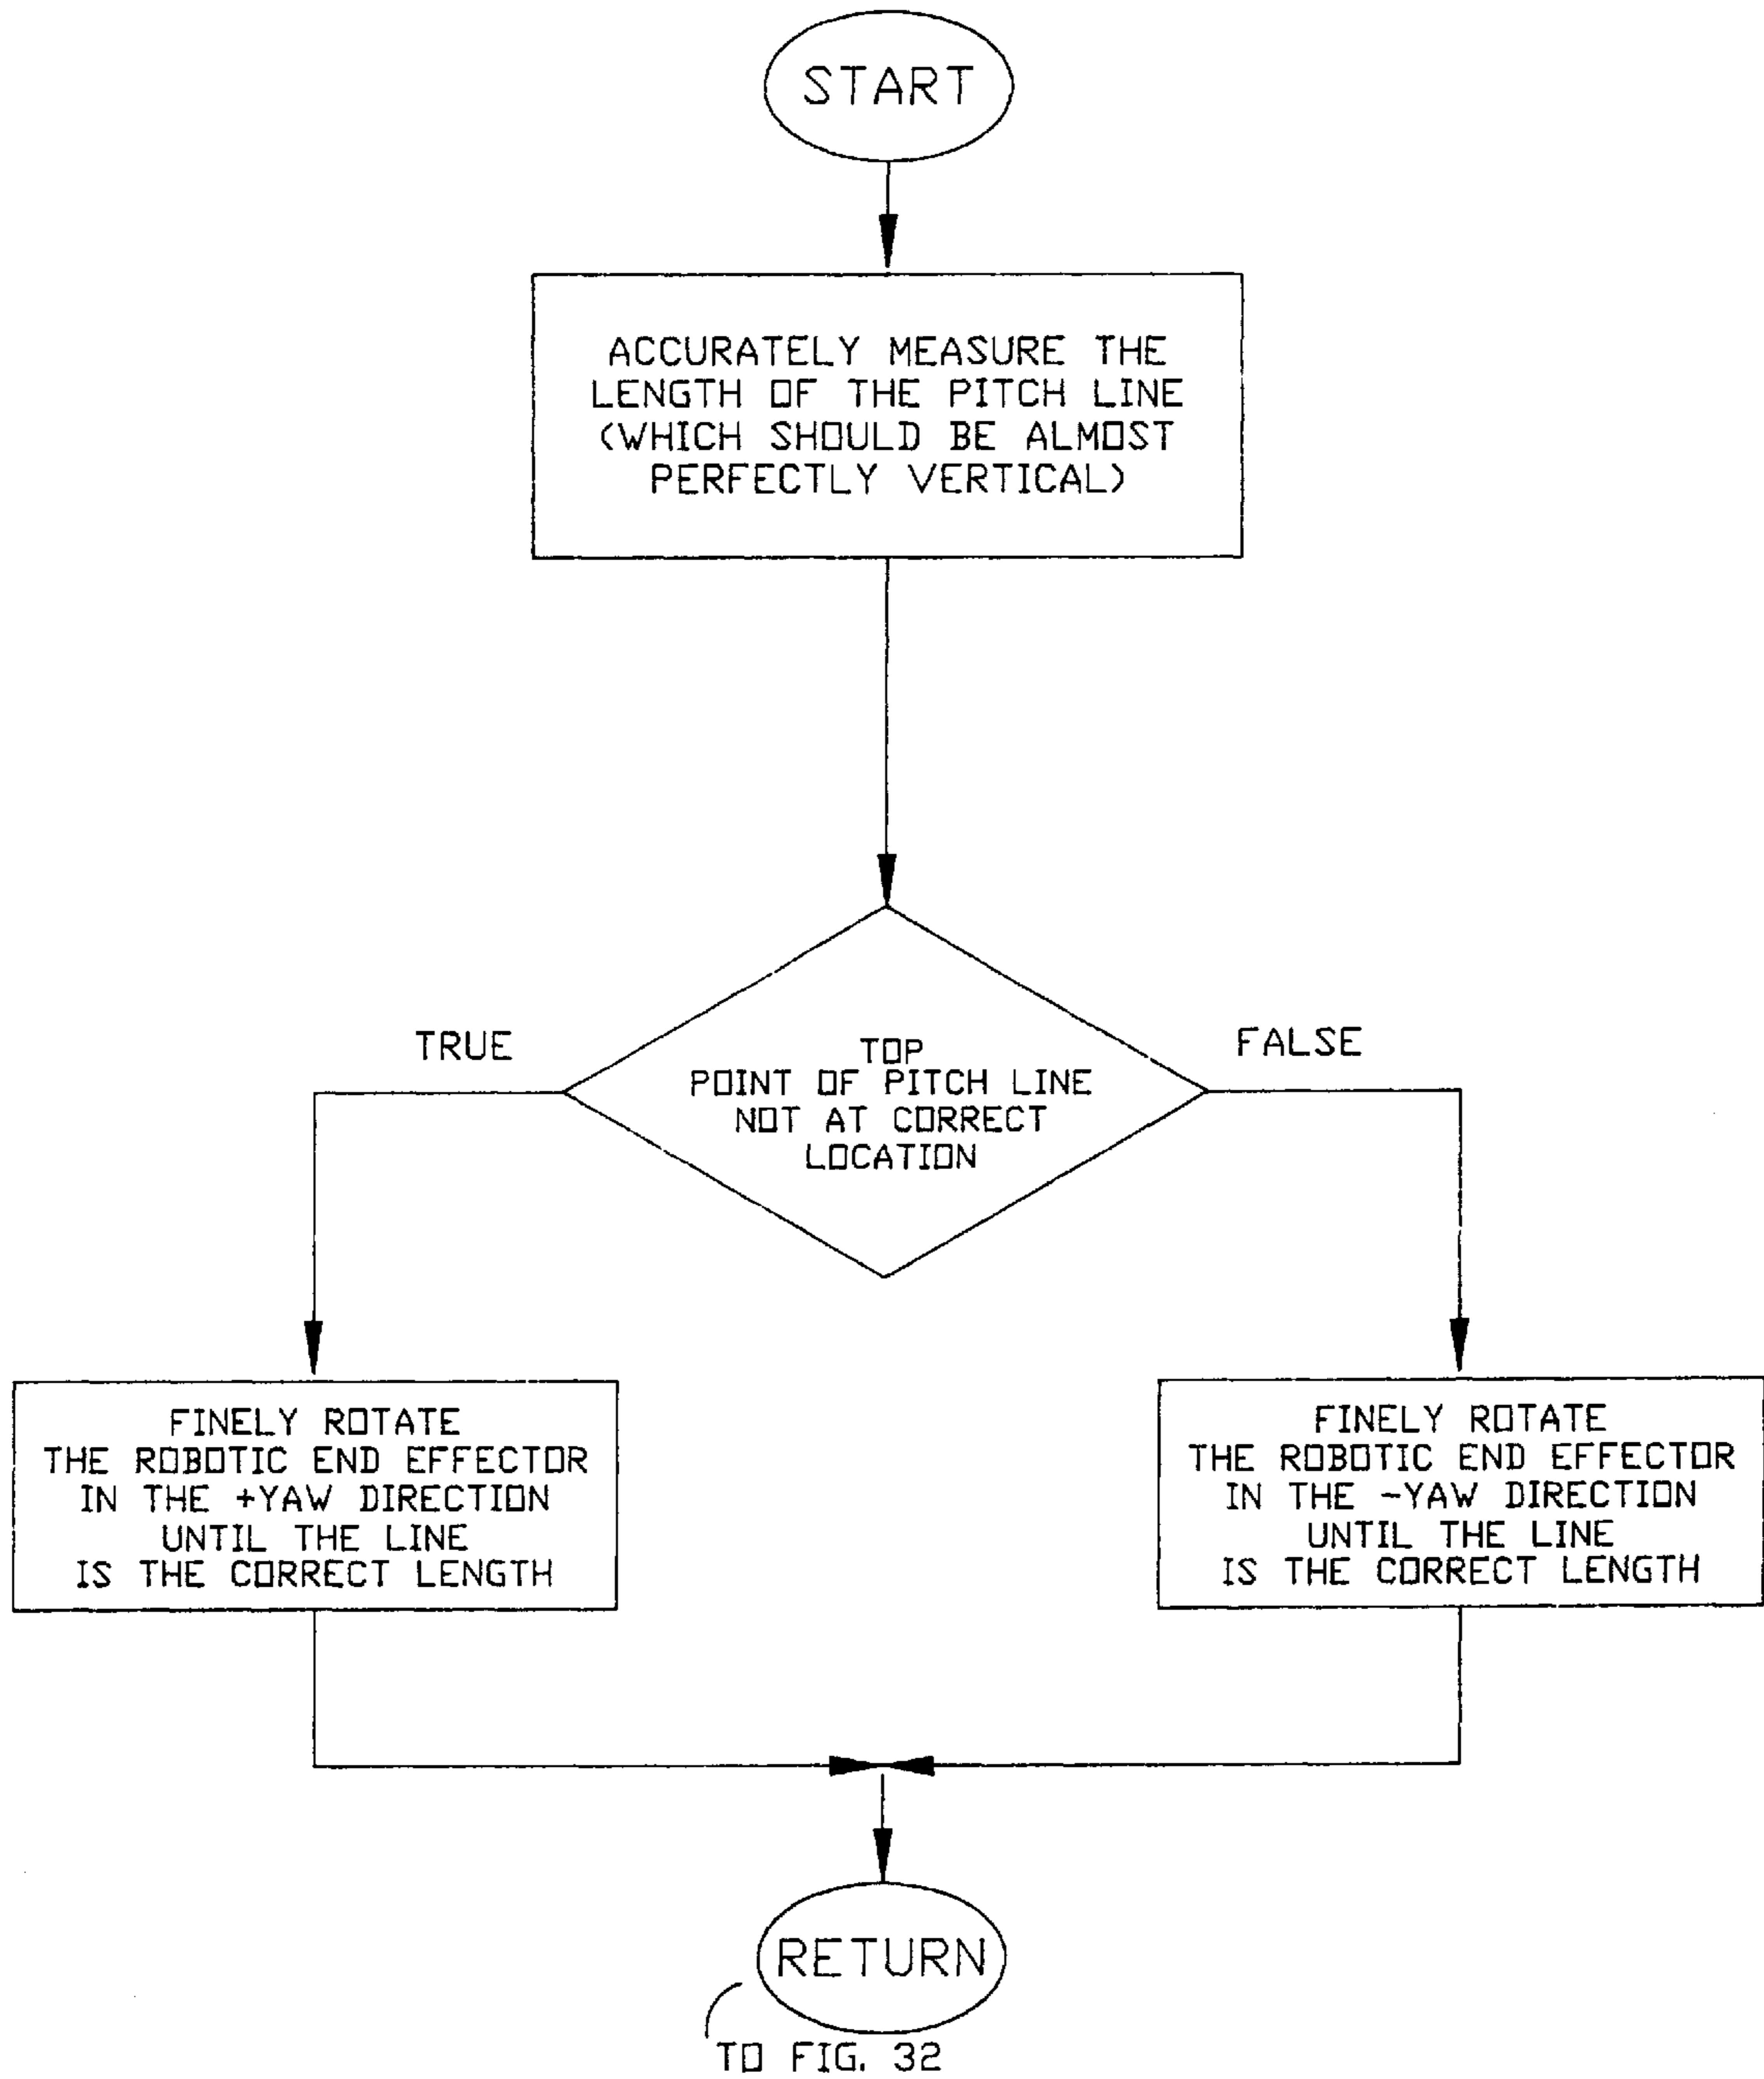 START
ACCURATELY MEASURE THE
LENGTH OF THE PITCH LINE
(WHICH SHOULD BE ALMOST
PERFECTLY VERTICAL)
TRUE
FALSE
TOP
POINT OF PITCH LINE
NOT AT CORRECT
LOCATION
FINELY ROTATE
THE ROBOTIC END EFFECTOR
IN THE +YAW DIRECTION
UNTIL THE LINE
IS THE CORRECT LENGTH
FINELY ROTATE
THE ROBOTIC END EFFECTOR
IN THE -YAW DIRECTION
UNTIL THE LINE
IS THE CORRECT LENGTH
RETURN
TO FIG. 32